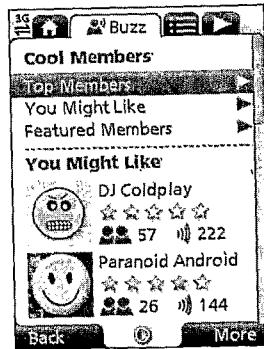 3G
Buzz
Cool Members
Top Members
You Might Like
Featured Members
You Might Like
DJ Coldplay
57 222
Paranoid Android
26 144
Back More